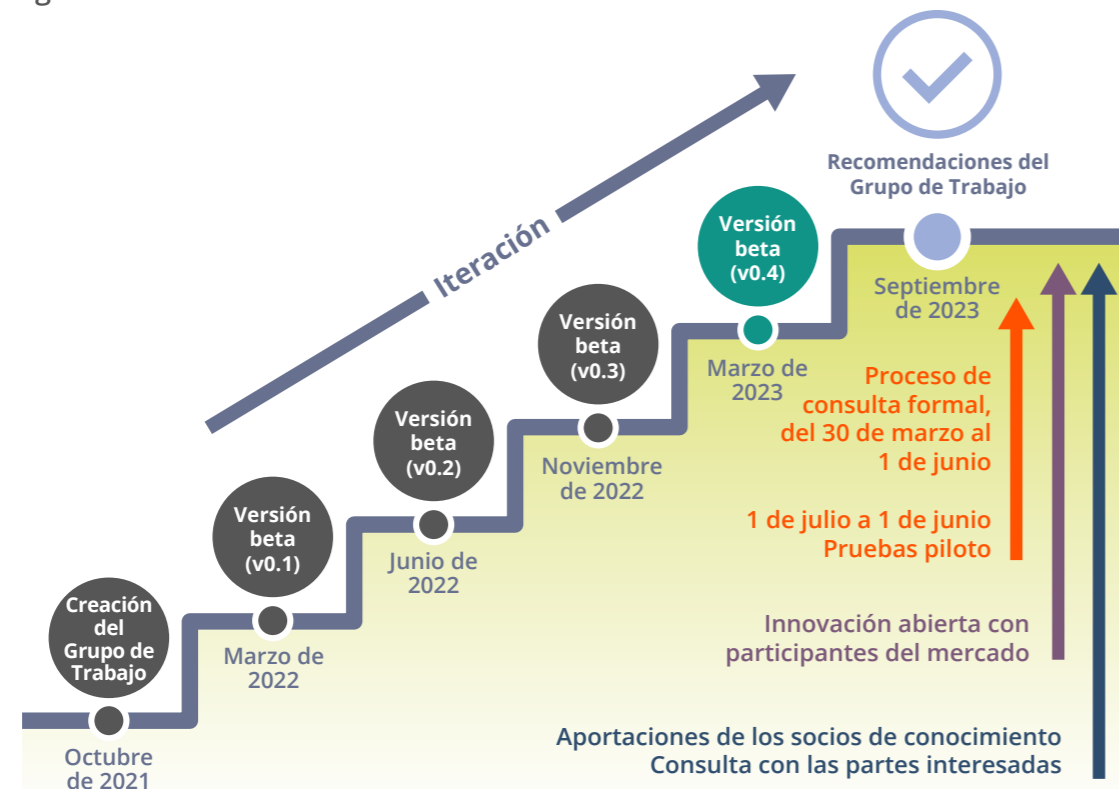 Recomendaciones del
Grupo de Trabajo
Iteración
Versión
beta
(v0.4)
Septiembre
de 2023
Versión
beta
(v0.3)
Marzo de
2023
Proceso de
consulta formal,
del 30 de marzo al
1 de junio
Versión
beta
(v0.2)
Noviembre
de 2022
1 de julio a 1 de junio
Pruebas piloto
Versión
beta
(v0.1)
Junio de
2022
Creación
del
Grupo de
Trabajo
Innovación abierta con
participantes del mercado
Marzo de
2022
Aportaciones de los socios de conocimiento
Consulta con las partes interesadas
Octubre
de 2021